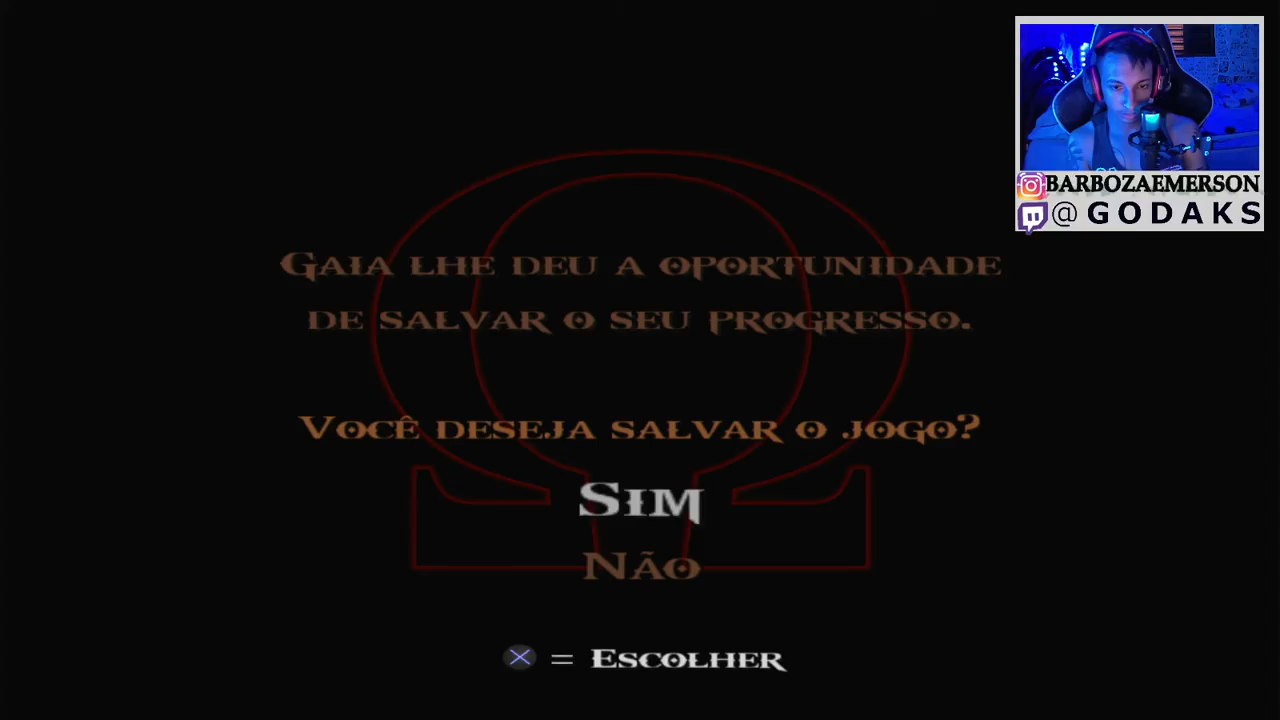 BARBOZAEMERSON
@GODAKS
Gaia lhe deu a oportunidade
de salvar o seu progresso.
Você deseja salvar o jogo?
Sim
Não
= Escolher